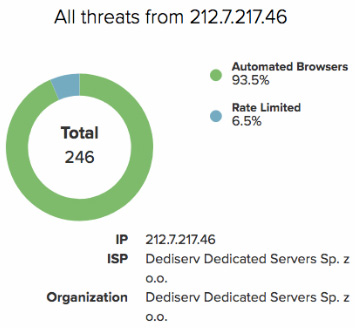 All threats from 212.7.217.46
Automated Browsers
93.5%
Rate Limited
6.5%
Total
246
IP 212.7.217.46
ISP Dediserv Dedicated Servers Sp. z
o.o.
Organization Dediserv Dedicated Servers Sp. z
o.o.